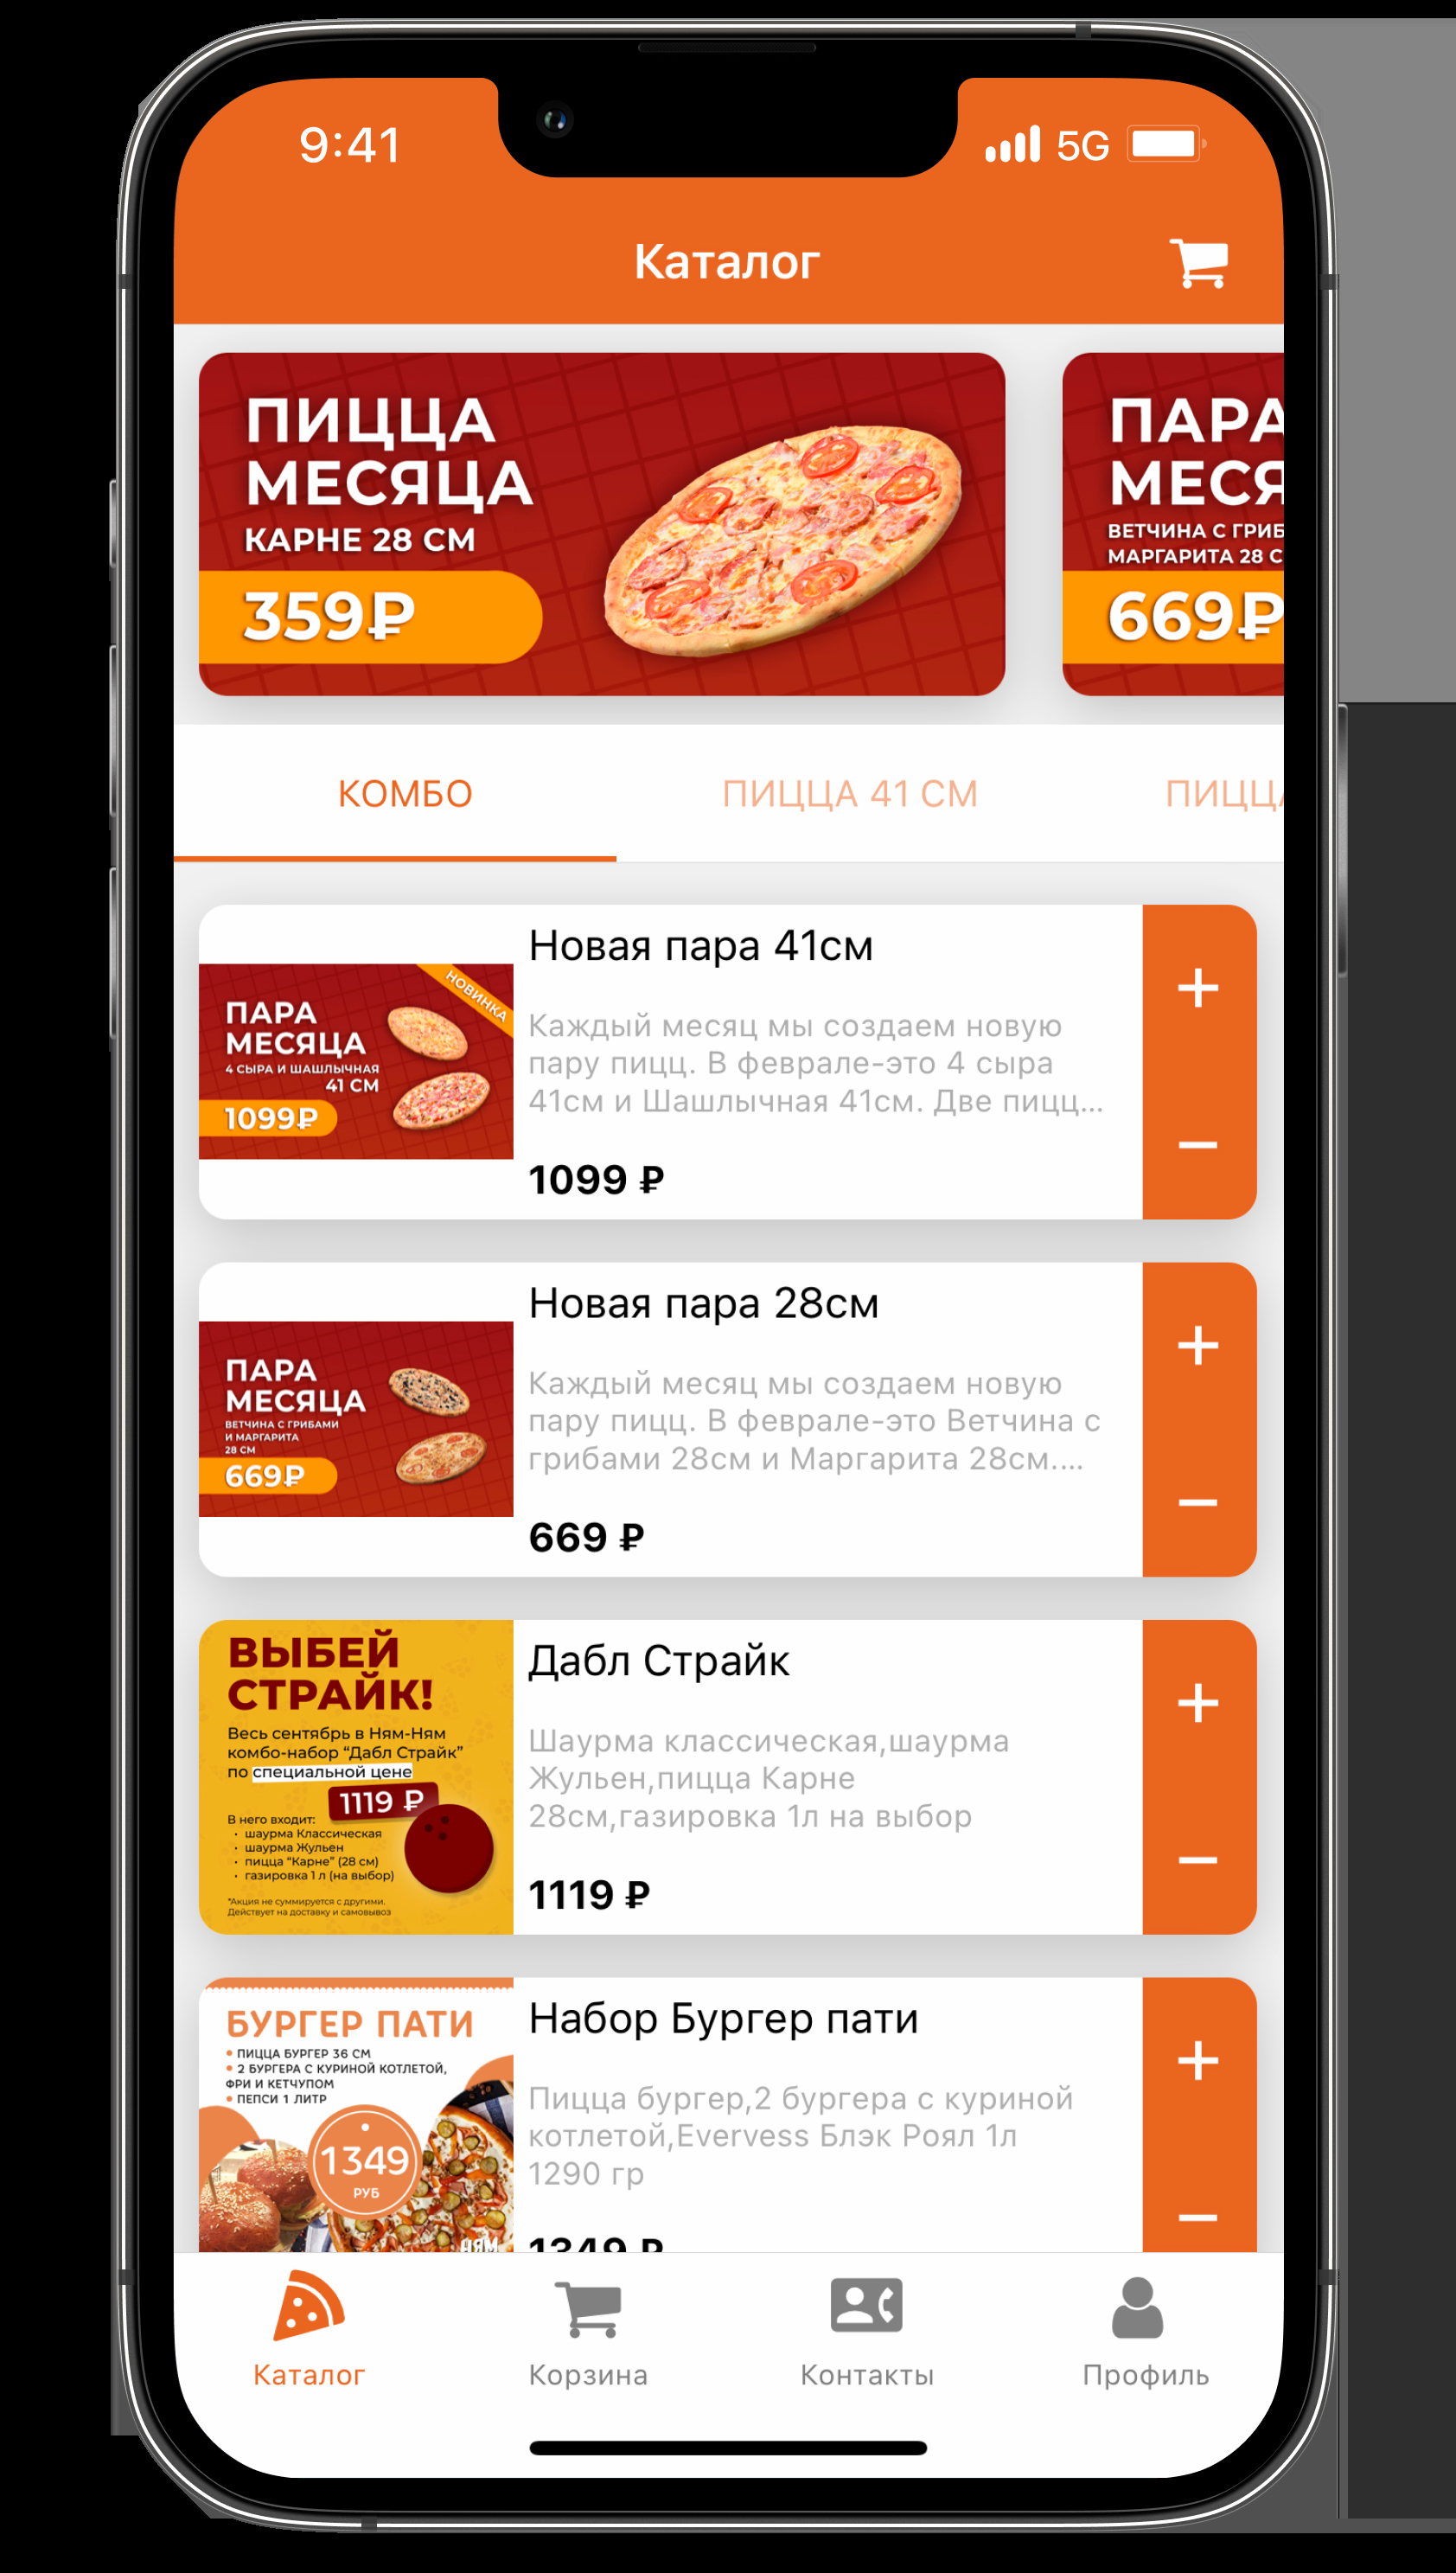 9:41
5G
Каталог
ПИЦЦА
МЕСЯЦА
КАРНЕ 28 СМ
359₽
ПАРА
МЕСЯ
ВЕТЧИНА С ГРИБ
МАРГАРИТА 28 С
669₽
КОМБО
ПИЦЦА 41 СМ
ПИЦЦА
НОВИНКА
ПАРА
МЕСЯЦА
4 СЫРА И ШАШЛЫЧНАЯ
41 СМ
1099₽
Новая пара 41см
Каждый месяц мы создаем новую
пару пицц. В феврале-это 4 сыра
41см и Шашлычная 41см. Две пицц...
1099 ₽
+
−
ПАРА
МЕСЯЦА
ВЕТЧИНА С ГРИБАМИ
И МАРГАРИТА
28 СМ
669₽
Новая пара 28см
Каждый месяц мы создаем новую
пару пицц. В феврале-это Ветчина с
грибами 28см и Маргарита 28см....
669 ₽
+
−
ВЫБЕЙ
СТРАЙК!
Весь сентябрь в Ням-Ням
комбо-набор “Дабл Страйк”
по специальной цене
1119 ₽
В него входит:
• шаурма Классическая
• шаурма Жульен
• пицца “Карне” (28 см)
• газировка 1 л (на выбор)
*Акция не суммируется с другими.
Действует на доставку и самовывоз
Дабл Страйк
Шаурма классическая,шаурма
Жульен,пицца Карне
28см,газировка 1л на выбор
1119 ₽
+
−
БУРГЕР ПАТИ
• ПИЦЦА БУРГЕР 36 СМ
• 2 БУРГЕРА С КУРИНОЙ КОТЛЕТОЙ,
ФРИ И КЕТЧУПОМ
• ПЕПСИ 1 ЛИТР
1349
РУБ
НЯМ
Набор Бургер пати
Пицца бургер,2 бургера с куриной
котлетой,Evervess Блэк Роял 1л
1290 гр
1349 ₽
+
−
Каталог
Корзина
Контакты
Профиль